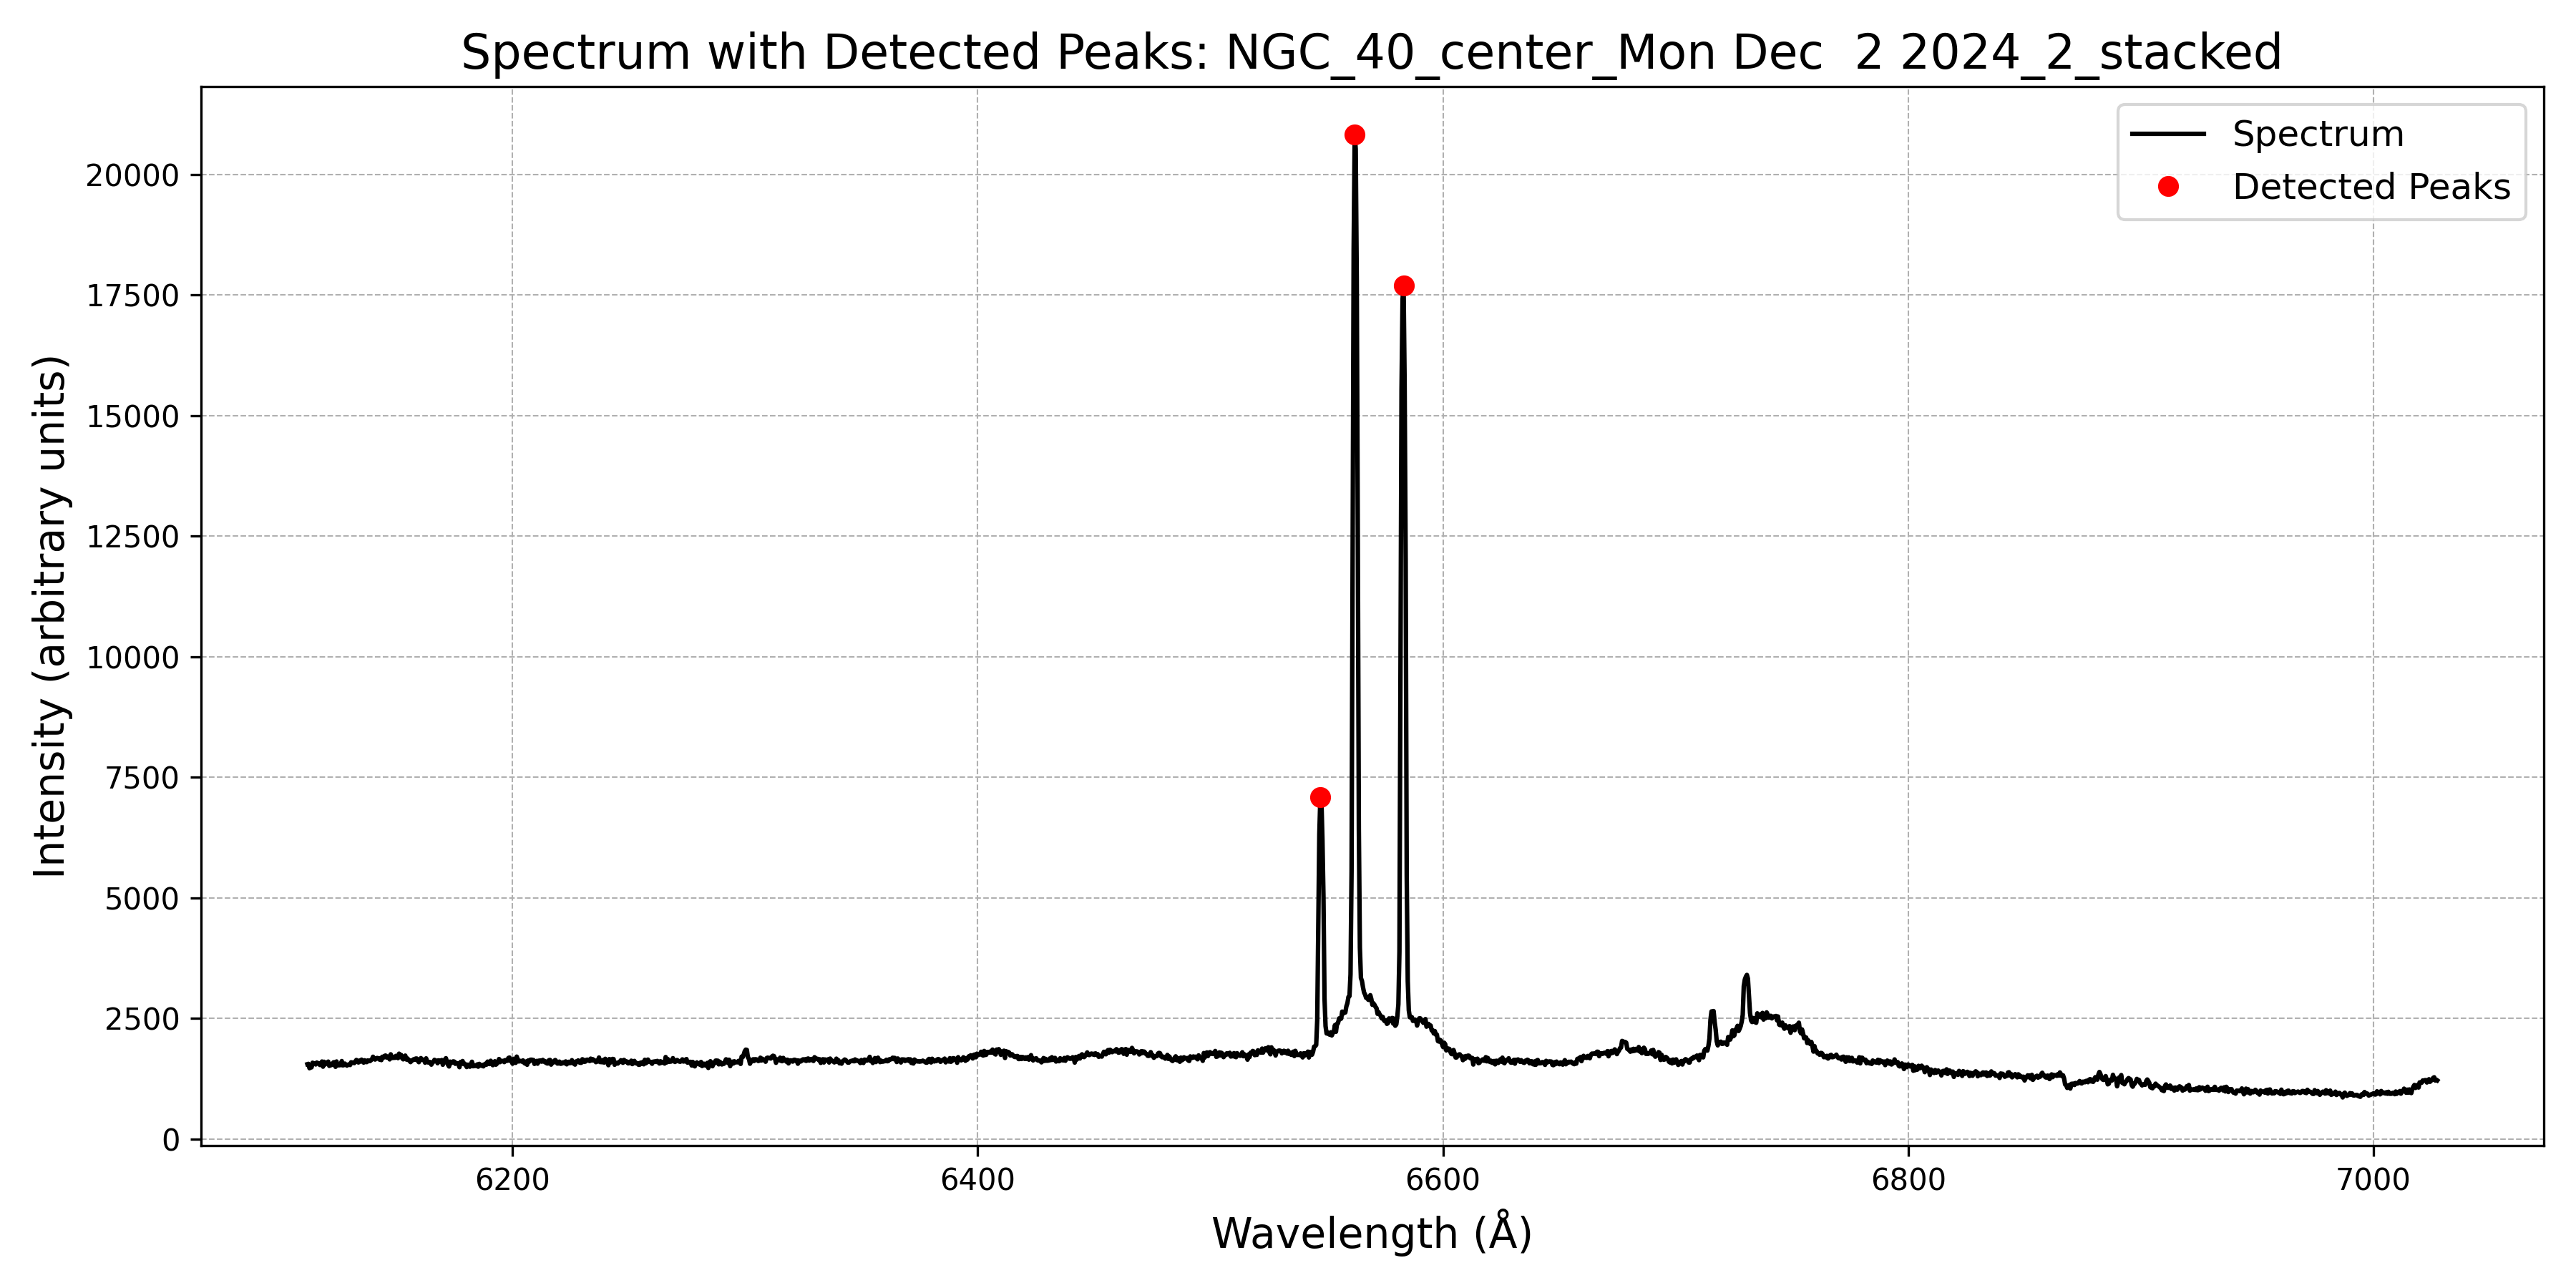 Spectrum with Detected Peaks: NGC_40_center_Mon Dec  2 2024_2_stacked
Spectrum
Detected Peaks
Intensity (arbitrary units)
20000
17500
15000
12500
10000
7500
5000
2500
0
6200 6400 6600 6800 7000
Wavelength (Å)